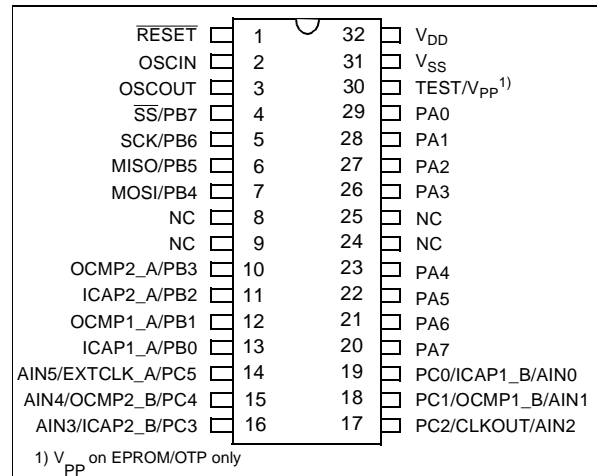 RESET 1 32 VDD
OSCIN 2 31 VSS
OSCOUT 3 30 TEST/VPP1)
SS/PB7 4 29 PA0
SCK/PB6 5 28 PA1
MISO/PB5 6 27 PA2
MOSI/PB4 7 26 PA3
NC 8 25 NC
NC 9 24 NC
OCMP2_A/PB3 10 23 PA4
ICAP2_A/PB2 11 22 PA5
OCMP1_A/PB1 12 21 PA6
ICAP1_A/PB0 13 20 PA7
AIN5/EXTCLK_A/PC5 14 19 PC0/ICAP1_B/AIN0
AIN4/OCMP2_B/PC4 15 18 PC1/OCMP1_B/AIN1
AIN3/ICAP2_B/PC3 16 17 PC2/CLKOUT/AIN2
1) VPP on EPROM/OTP only